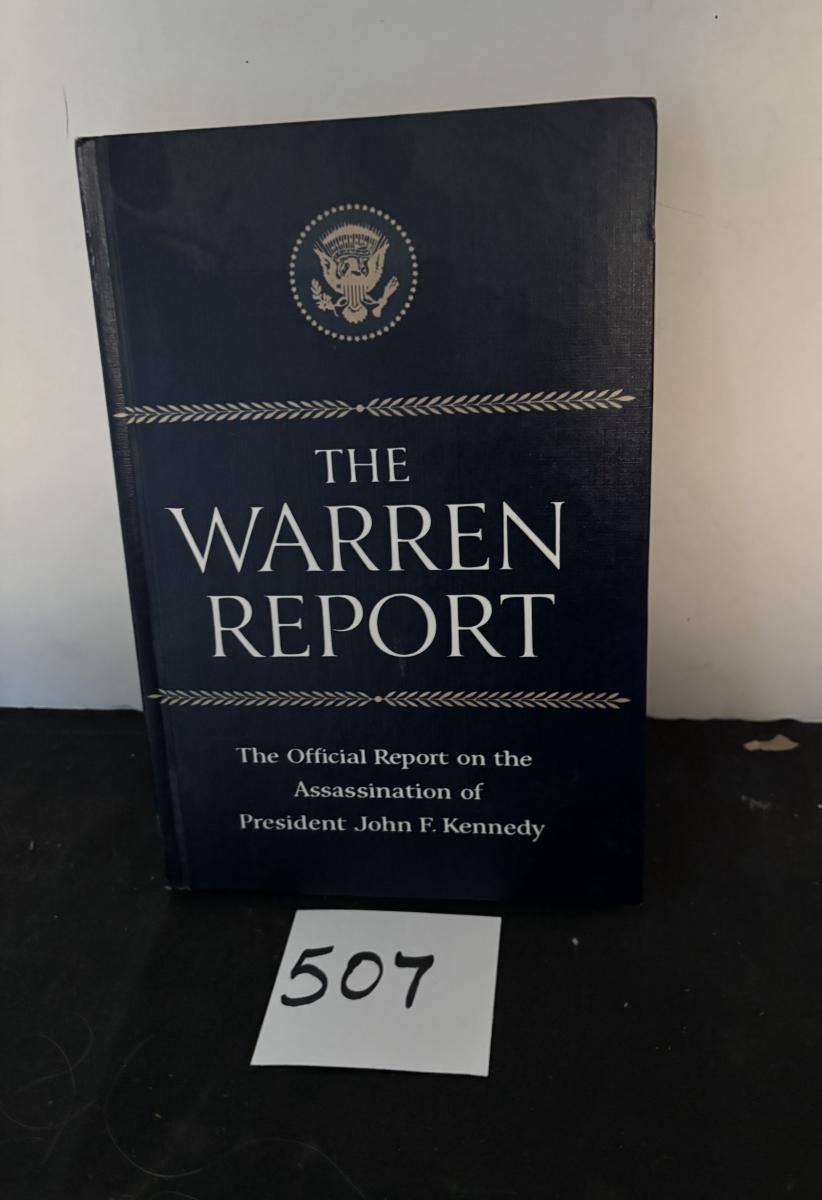 THE
WARREN
REPORT
The Official Report on the
Assassination of
President John F. Kennedy
507